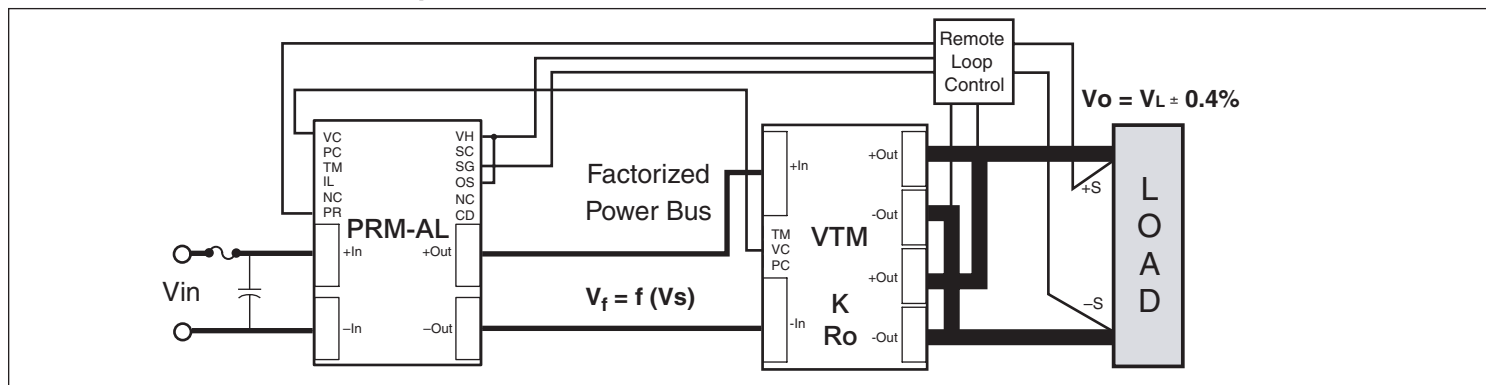 Remote
Loop
Control
Vo = VL ± 0.4%
VC
PC
TM
IL
NC
PR
VH
SC
SG
OS
NC
CD
PRM-AL
+In
–In
+Out
–Out
Vin
Factorized
Power Bus
Vf = f (Vs)
+In
TM
VC
PC
-In
VTM
K
Ro
+Out
-Out
+Out
-Out
+S
–S
LOAD